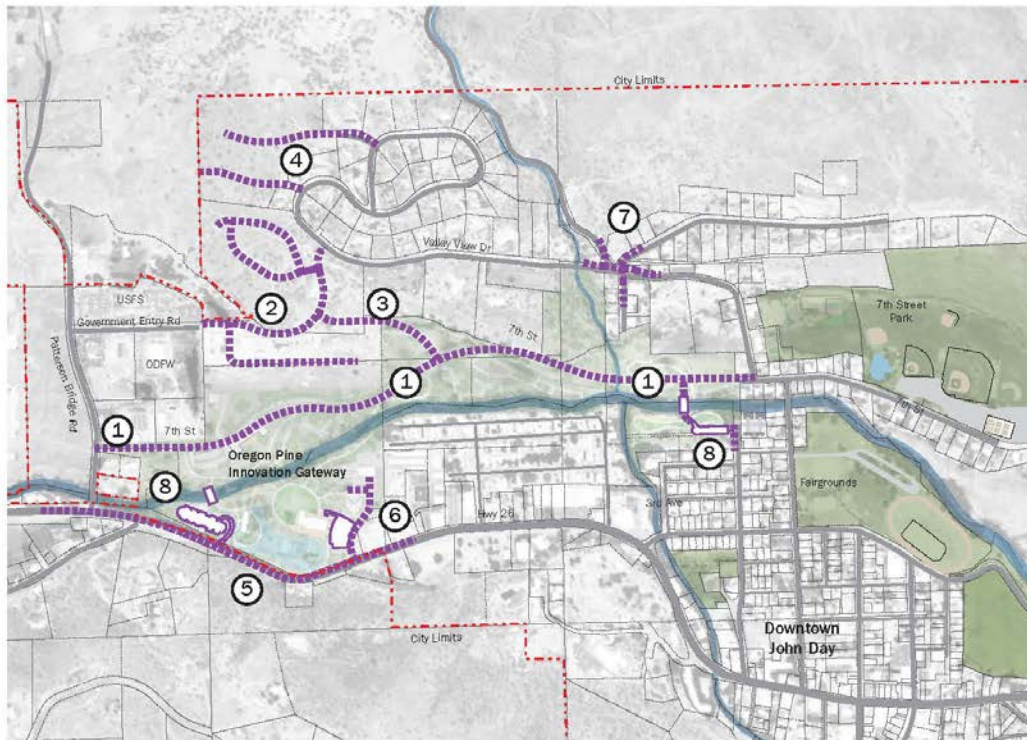 City Limits
4
7
Valley View Dr
USFS
2
3
7th Street
Park
Government Entry Rd
7th St
ODFW
Patterson Bridge Rd
1
1
7th St
1
7th St
Oregon Pine
Innovation Gateway
8
8
Fairgrounds
3rd Ave
6
Hwy 26
5
Downtown
John Day
City Limits